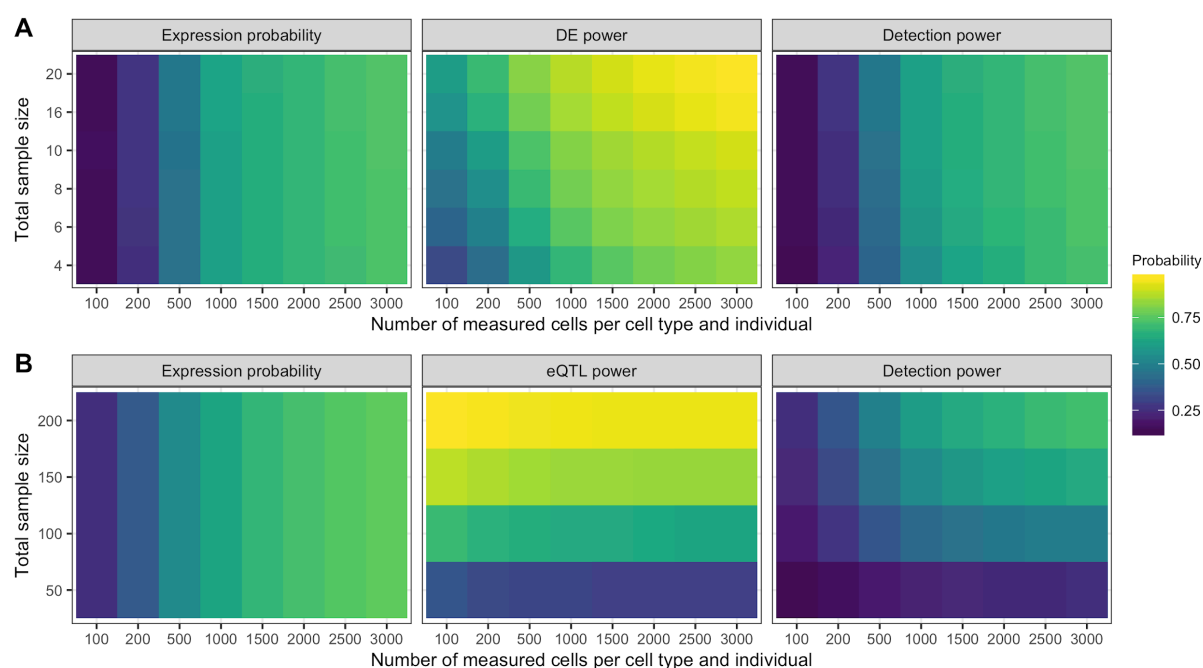 A
Expression probability
DE power
Detection power
Total sample size
20
16
10
8
6
4
100 200 500 1000 1500 2000 2500 3000
100 200 500 1000 1500 2000 2500 3000
100 200 500 1000 1500 2000 2500 3000
Number of measured cells per cell type and individual
Probability
0.75
0.50
0.25
B
Expression probability
eQTL power
Detection power
Total sample size
200
150
100
50
100 200 500 1000 1500 2000 2500 3000
100 200 500 1000 1500 2000 2500 3000
100 200 500 1000 1500 2000 2500 3000
Number of measured cells per cell type and individual